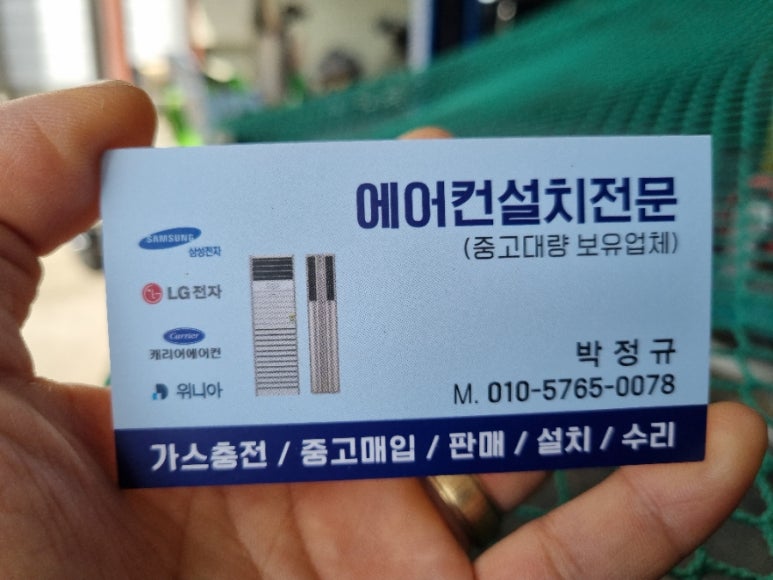 에어컨설치전문
(중고대량 보유업체)
SAMSUNG
삼성전자
LG전자
Carrier
캐리어에어컨
위니아
박정규
M. 010-5765-0078
가스충전 / 중고매입 / 판매 / 설치 / 수리